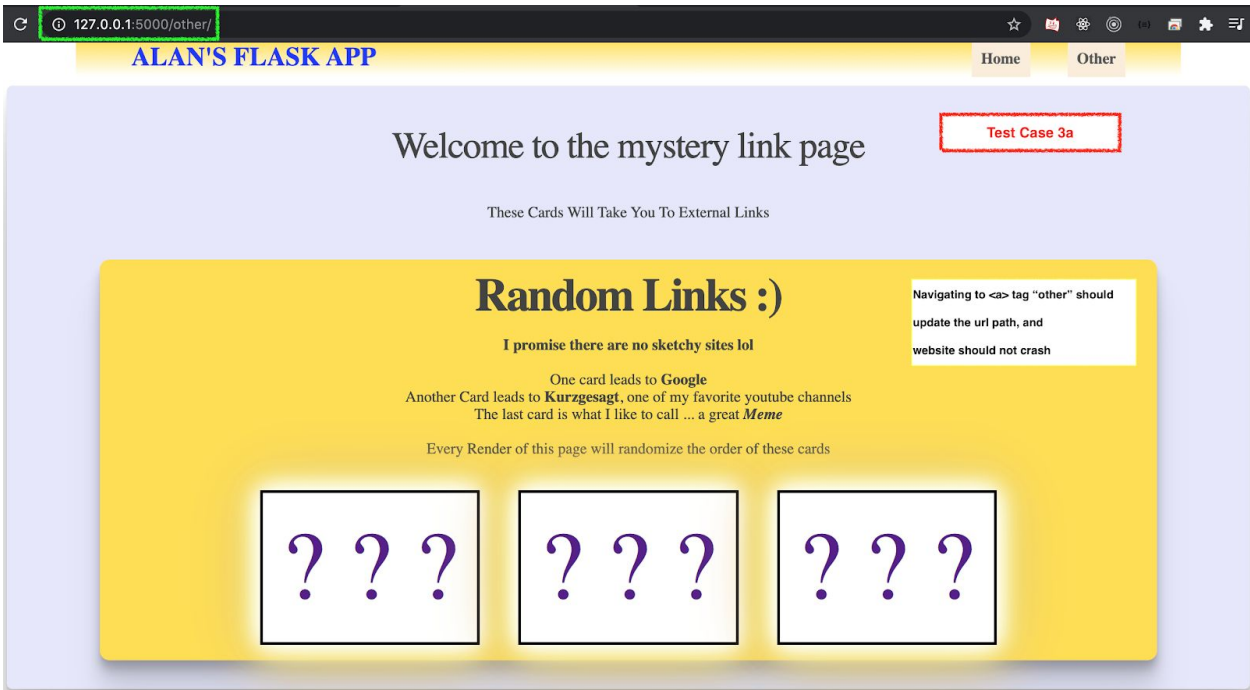 127.0.0.1:5000/other/
ALAN'S FLASK APP
Home
Other
Welcome to the mystery link page
Test Case 3a
These Cards Will Take You To External Links
Random Links :)
Navigating to <a> tag “other” should
update the url path, and
website should not crash
I promise there are no sketchy sites lol
One card leads to Google
Another Card leads to Kurzgesagt, one of my favorite youtube channels
The last card is what I like to call ... a great Meme
Every Render of this page will randomize the order of these cards
? ? ?
? ? ?
? ? ?